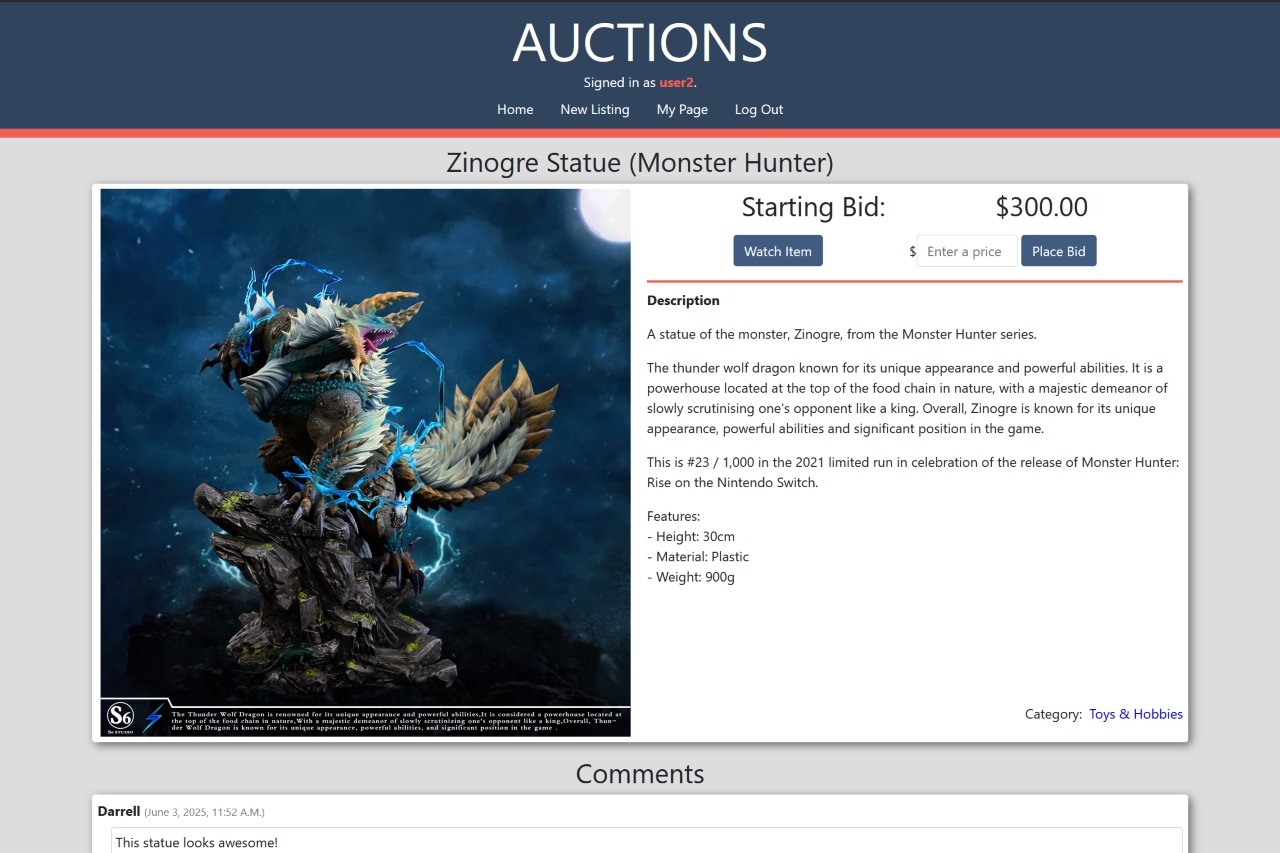 AUCTIONS
Signed in as user2.
Home New Listing My Page Log Out
Zinogre Statue (Monster Hunter)
Starting Bid: $300.00
Watch Item $ Enter a price Place Bid
Description
A statue of the monster, Zinogre, from the Monster Hunter series.
The thunder wolf dragon known for its unique appearance and powerful abilities. It is a
powerhouse located at the top of the food chain in nature, with a majestic demeanor of
slowly scrutinising one's opponent like a king. Overall, Zinogre is known for its unique
appearance, powerful abilities and significant position in the game.
This is #23 / 1,000 in the 2021 limited run in celebration of the release of Monster Hunter:
Rise on the Nintendo Switch.
Features:
- Height: 30cm
- Material: Plastic
- Weight: 900g
Category: Toys & Hobbies
S6
S6 STUDIO
The Thunder Wolf Dragon is renowned for its unique appearance and powerful abilities,It is considered a powerhouse located at
the top of the food chain in nature,With a majestic demeanor of slowly scrutinizing one's opponent like a king,Overall, Thun-
der Wolf Dragon is known for its unique appearance, powerful abilities, and significant position in the game .
Comments
Darrell (June 3, 2025, 11:52 A.M.)
This statue looks awesome!